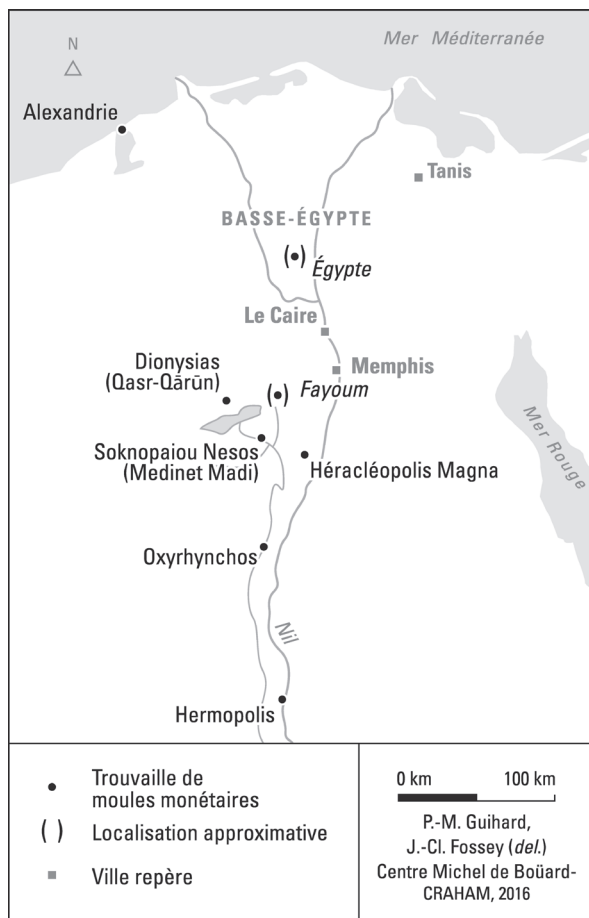 N
Mer Méditerranée
Alexandrie
Tanis
BASSE-ÉGYPTE
( )
Égypte
Le Caire
Memphis
Dionysias
(Qasr-Qārūn)
( )
Fayoum
Soknopaiou Nesos
(Medinet Madi)
Héracléopolis Magna
Mer Rouge
Oxyrhynchos
Nil
Hermopolis
Trouvaille de
moules monétaires
( ) Localisation approximative
Ville repère
0 km 100 km
P.-M. Guihard,
J.-Cl. Fossey (del.)
Centre Michel de Boüard-
CRAHAM, 2016